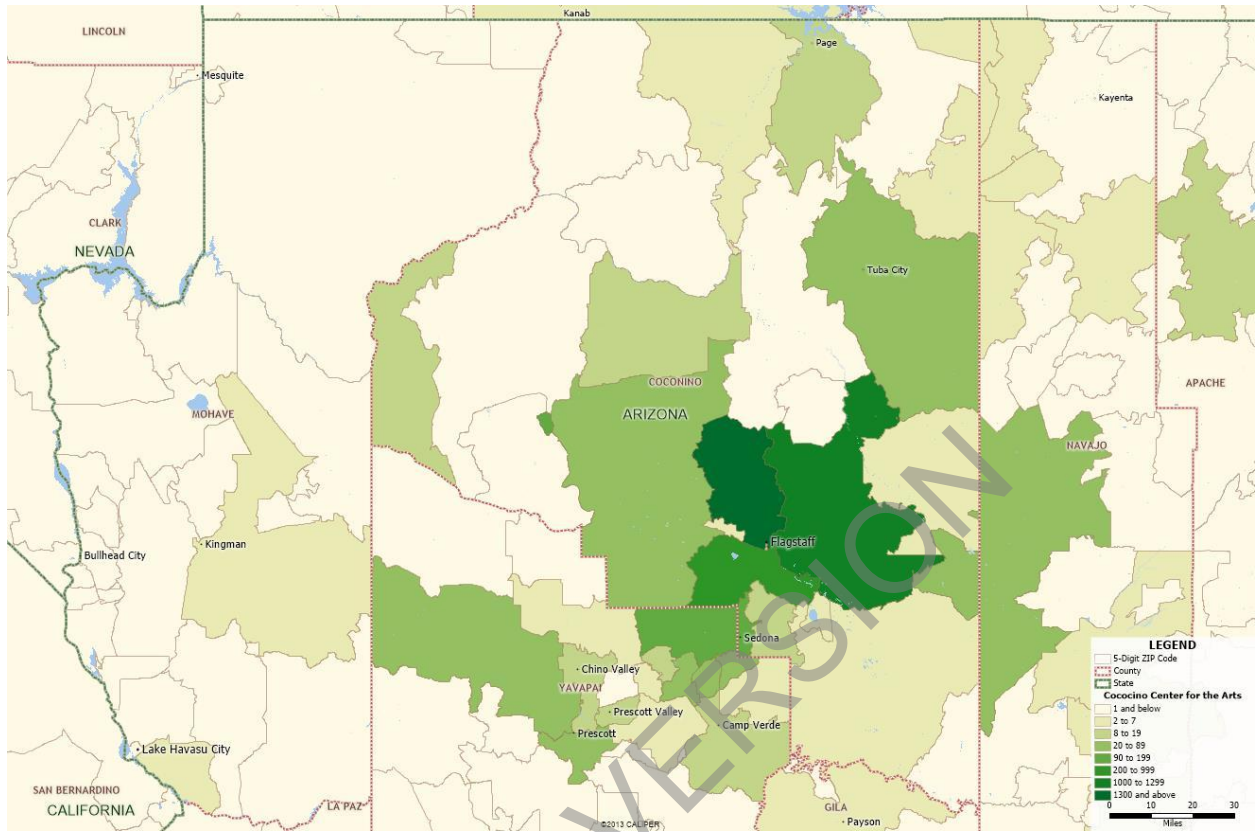 Kanab
LINCOLN
Page
Mesquite
Kayenta
CLARK
NEVADA
Tuba City
COCONINO
APACHE
MOHAVE
ARIZONA
NAVAJO
Kingman
Flagstaff
Bullhead City
Sedona
Chino Valley
YAVAPAI
Prescott Valley
Camp Verde
Prescott
Lake Havasu City
SAN BERNARDINO
CALIFORNIA
LA PAZ
GILA
Payson
©2013 CALIPER
VERSION
LEGEND
5-Digit ZIP Code
County
State
Cococino Center for the Arts
1 and below
2 to 7
8 to 19
20 to 89
90 to 199
200 to 999
1000 to 1299
1300 and above
0 10 20 30
Miles